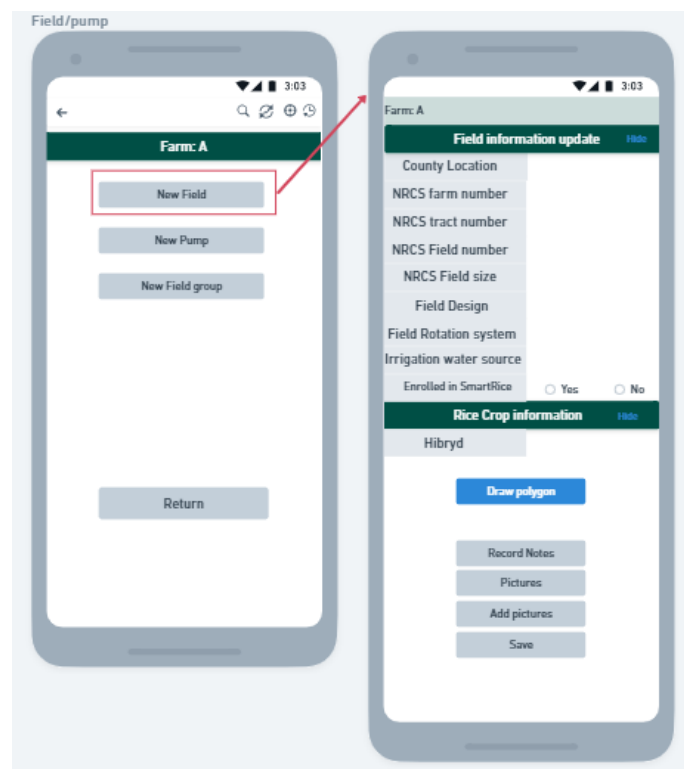 Field/pump
3:03
Farm: A
New Field
New Pump
New Field group
Return
3:03
Farm: A
Field information update Hide
County Location
NRCS farm number
NRCS tract number
NRCS Field number
NRCS Field size
Field Design
Field Rotation system
Irrigation water source
Enrolled in SmartRice Yes No
Rice Crop information Hide
Hibryd
Draw polygon
Record Notes
Pictures
Add pictures
Save